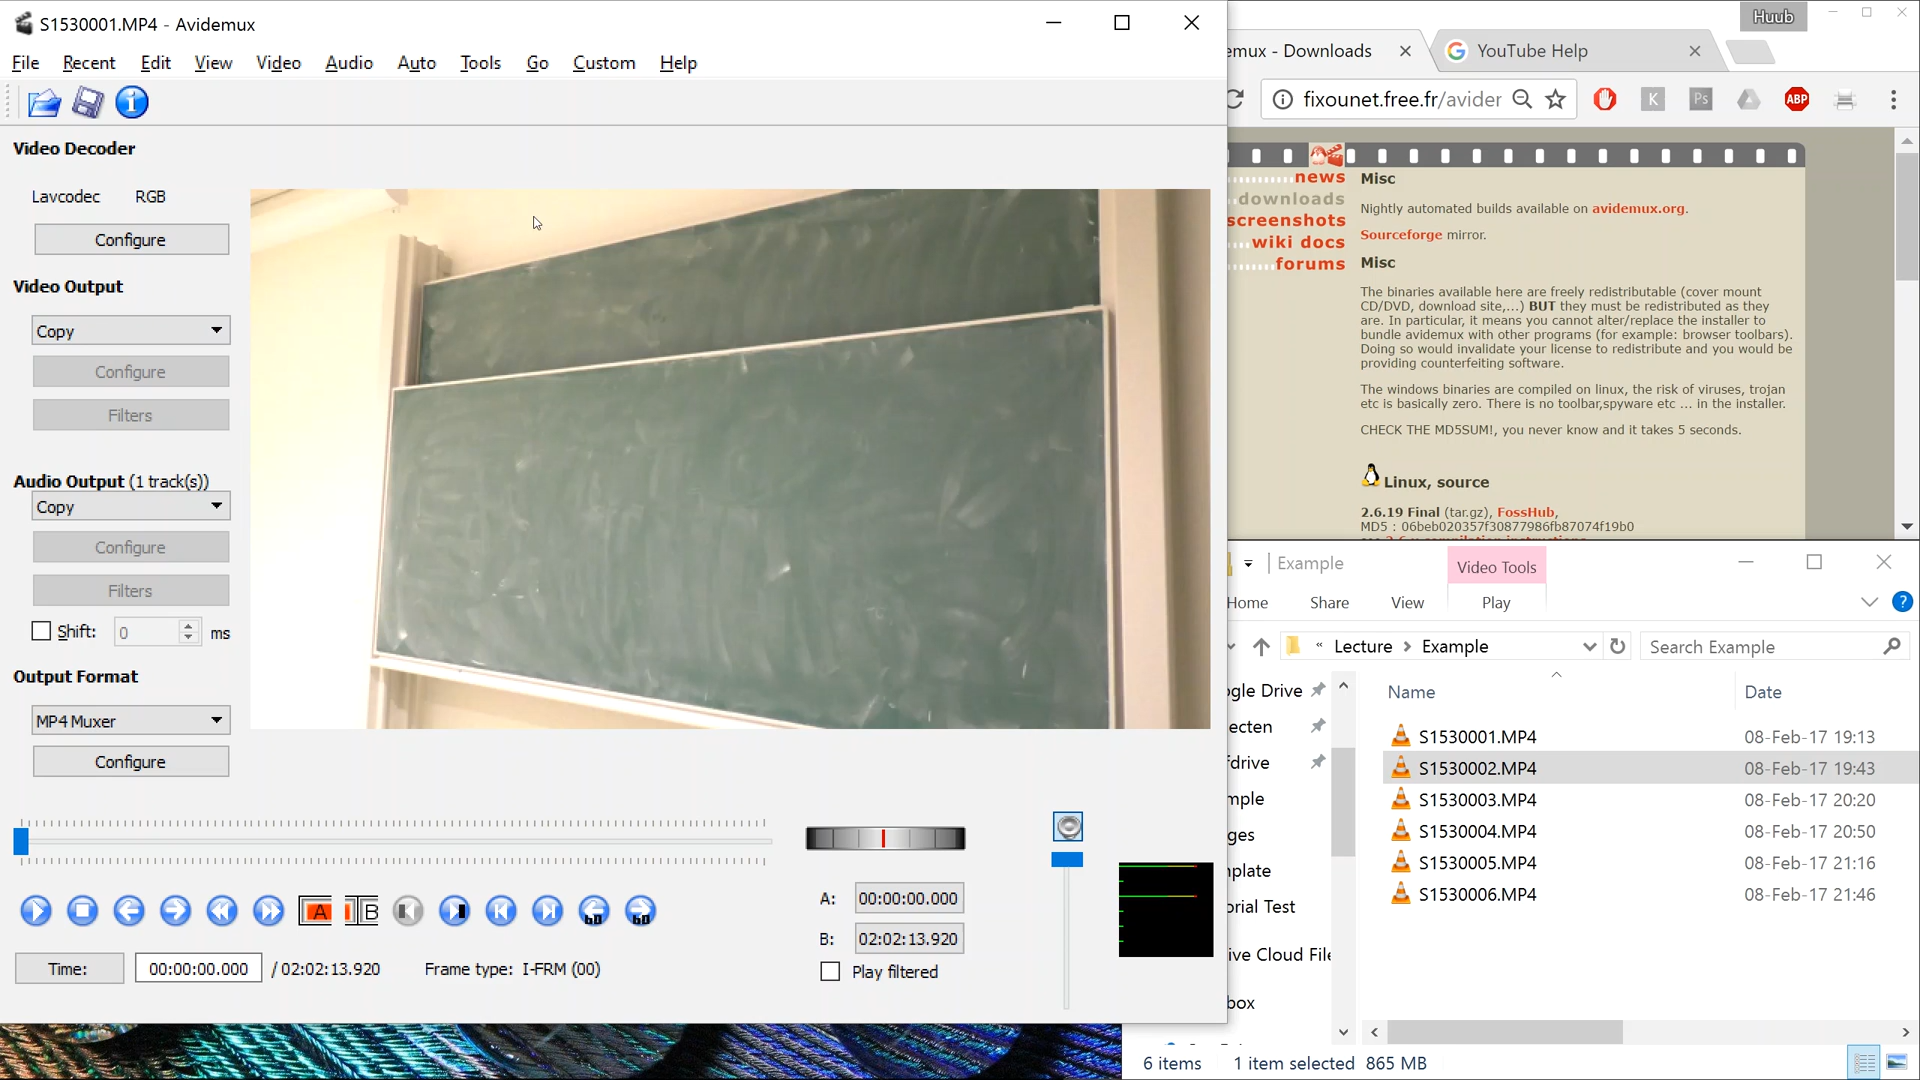 S1530001.MP4 - Avidemux
File Recent Edit View Video Audio Auto Tools Go Custom Help
Video Decoder
Lavcodec RGB
Configure
Video Output
Copy
Configure
Filters
Audio Output (1 track(s))
Copy
Configure
Filters
Shift: 0 ms
Output Format
MP4 Muxer
Configure
A
B
60
60
A: 00:00:00.000
B: 02:02:13.920
Time: 00:00:00.000 / 02:02:13.920 Frame type: I-FRM (00)
Play filtered
Huub
emux - Downloads
YouTube Help
fixounet.free.fr/avider
K
Ps
ABP
news
downloads
screenshots
wiki docs
forums
Misc
Nightly automated builds available on avidemux.org.
Sourceforge mirror.
Misc
The binaries available here are freely redistributable (cover mount
CD/DVD, download site,...) BUT they must be redistributed as they
are. In particular, it means you cannot alter/replace the installer to
bundle avidemux with other programs (for example: browser toolbars).
Doing so would invalidate your license to redistribute and you would be
providing counterfeiting software.
The windows binaries are compiled on linux, the risk of viruses, trojan
etc is basically zero. There is no toolbar,spyware etc ... in the installer.
CHECK THE MD5SUM!, you never know and it takes 5 seconds.
Linux, source
2.6.19 Final (tar.gz), FossHub,
MD5 : 06beb020357f30877986fb87074f19b0
Example
Video Tools
Home Share View Play
« Lecture > Example
Search Example
ogle Drive
ecten
fdrive
mple
ges
nplate
orial Test
ive Cloud File
box
Name Date
S1530001.MP4 08-Feb-17 19:13
S1530002.MP4 08-Feb-17 19:43
S1530003.MP4 08-Feb-17 20:20
S1530004.MP4 08-Feb-17 20:50
S1530005.MP4 08-Feb-17 21:16
S1530006.MP4 08-Feb-17 21:46
6 items 1 item selected 865 MB